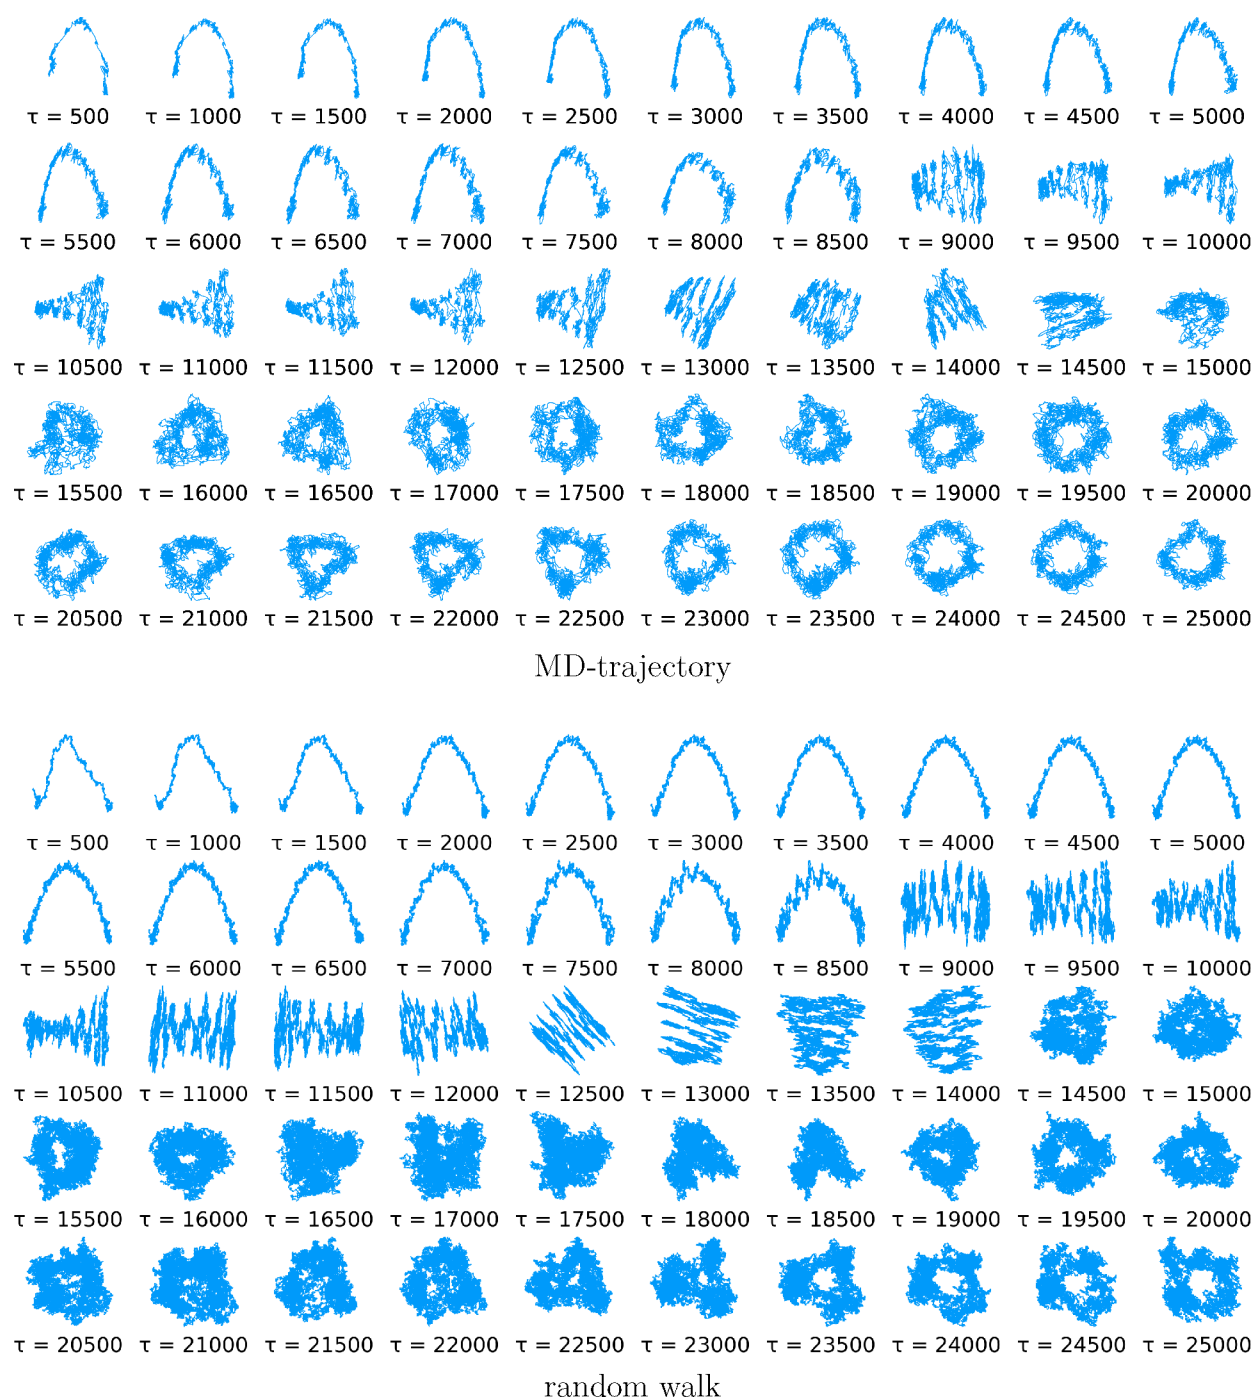 τ = 500 τ = 1000 τ = 1500 τ = 2000 τ = 2500 τ = 3000 τ = 3500 τ = 4000 τ = 4500 τ = 5000
τ = 5500 τ = 6000 τ = 6500 τ = 7000 τ = 7500 τ = 8000 τ = 8500 τ = 9000 τ = 9500 τ = 10000
τ = 10500 τ = 11000 τ = 11500 τ = 12000 τ = 12500 τ = 13000 τ = 13500 τ = 14000 τ = 14500 τ = 15000
τ = 15500 τ = 16000 τ = 16500 τ = 17000 τ = 17500 τ = 18000 τ = 18500 τ = 19000 τ = 19500 τ = 20000
τ = 20500 τ = 21000 τ = 21500 τ = 22000 τ = 22500 τ = 23000 τ = 23500 τ = 24000 τ = 24500 τ = 25000
MD-trajectory
τ = 500 τ = 1000 τ = 1500 τ = 2000 τ = 2500 τ = 3000 τ = 3500 τ = 4000 τ = 4500 τ = 5000
τ = 5500 τ = 6000 τ = 6500 τ = 7000 τ = 7500 τ = 8000 τ = 8500 τ = 9000 τ = 9500 τ = 10000
τ = 10500 τ = 11000 τ = 11500 τ = 12000 τ = 12500 τ = 13000 τ = 13500 τ = 14000 τ = 14500 τ = 15000
τ = 15500 τ = 16000 τ = 16500 τ = 17000 τ = 17500 τ = 18000 τ = 18500 τ = 19000 τ = 19500 τ = 20000
τ = 20500 τ = 21000 τ = 21500 τ = 22000 τ = 22500 τ = 23000 τ = 23500 τ = 24000 τ = 24500 τ = 25000
random walk